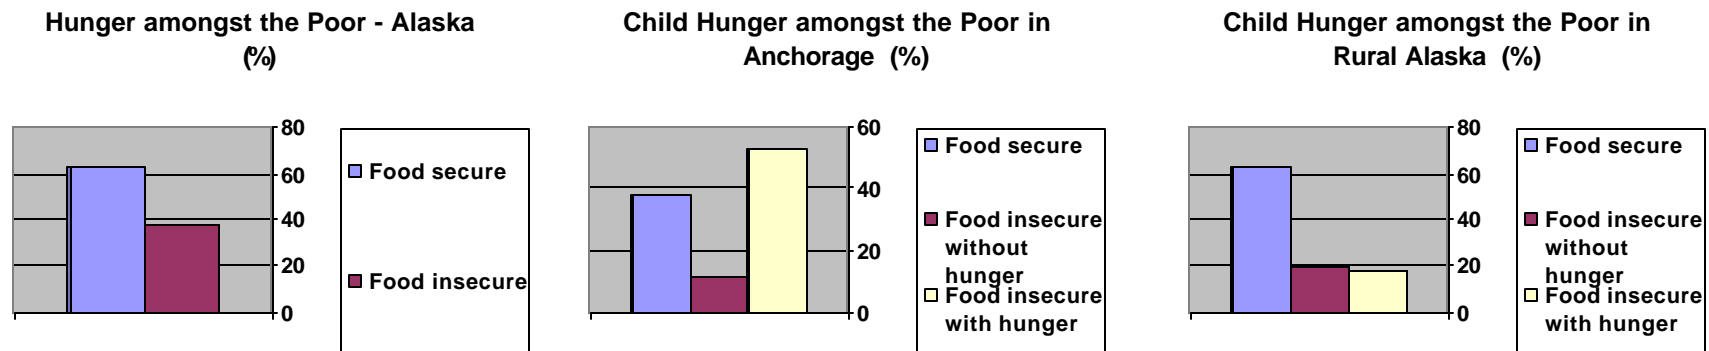 Hunger amongst the Poor - Alaska
(%)
80
60
40
20
0
Food secure
Food insecure
Child Hunger amongst the Poor in
Anchorage (%)
60
40
20
0
Food secure
Food insecure
without
hunger
Food insecure
with hunger
Child Hunger amongst the Poor in
Rural Alaska (%)
80
60
40
20
0
Food secure
Food insecure
without
hunger
Food insecure
with hunger